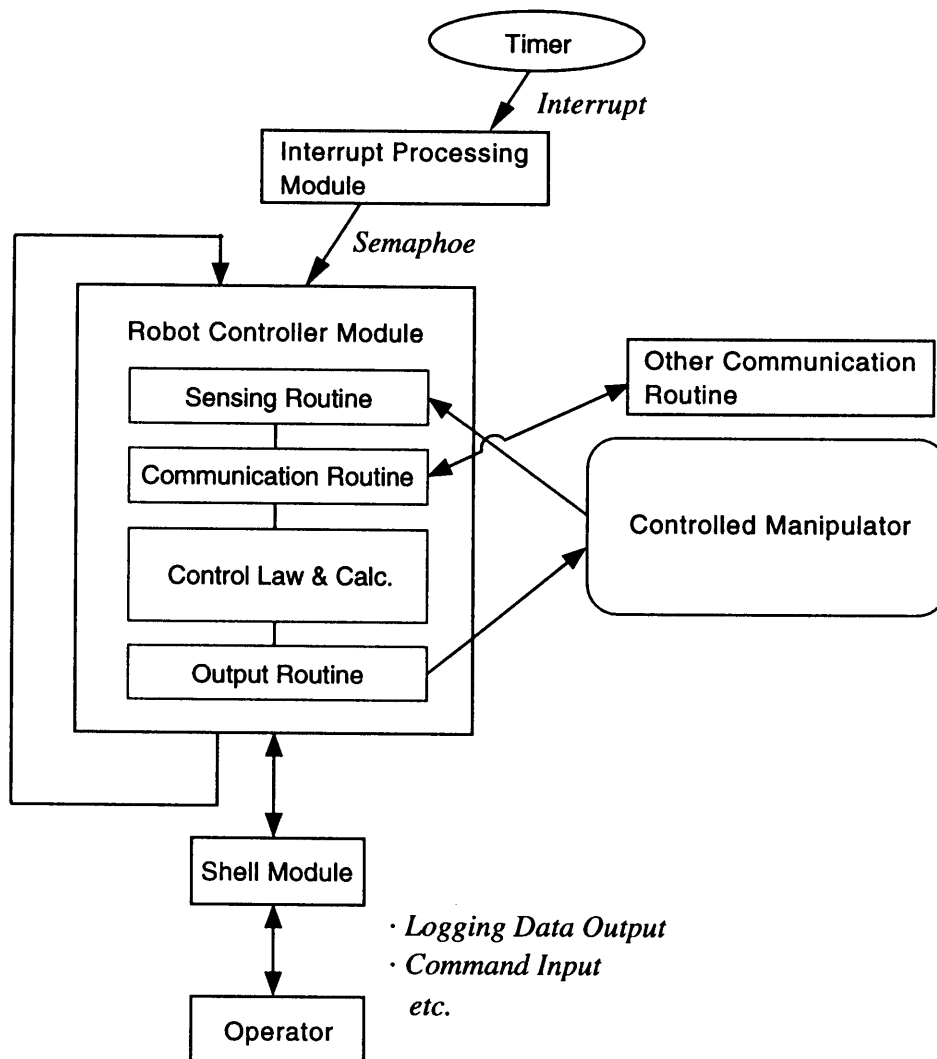 Timer
Interrupt
Interrupt Processing
Module
Semaphoe
Robot Controller Module
Sensing Routine
Communication Routine
Control Law & Calc.
Output Routine
Other Communication
Routine
Controlled Manipulator
Shell Module
· Logging Data Output
· Command Input
etc.
Operator